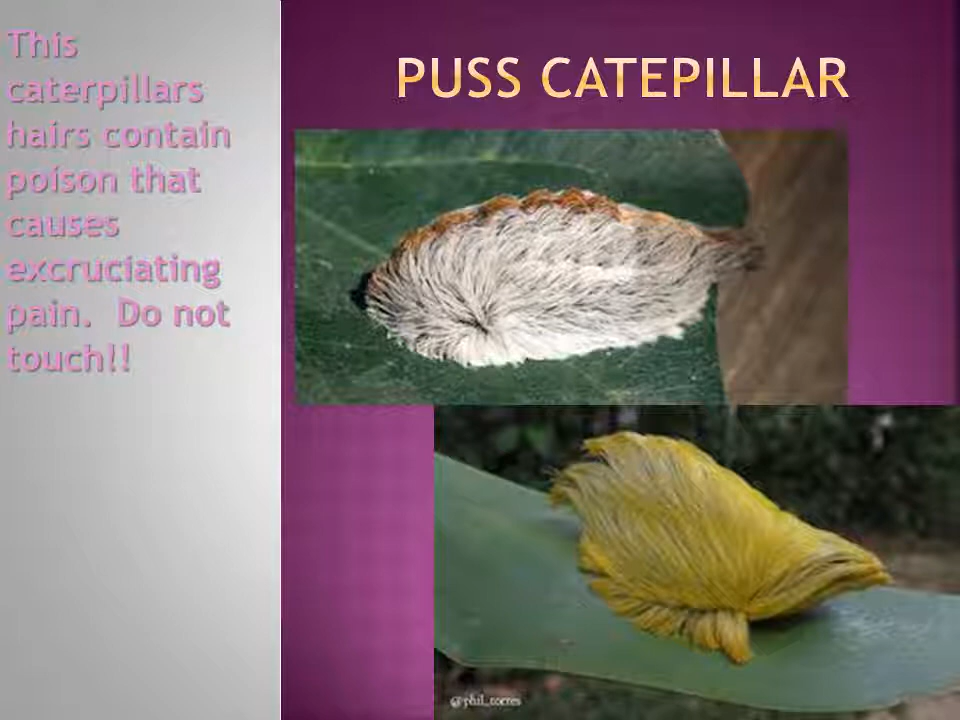 This
caterpillars
hairs contain
poison that
causes
excruciating
pain.  Do not
touch!!
PUSS CATEPILLAR
@phil_torres